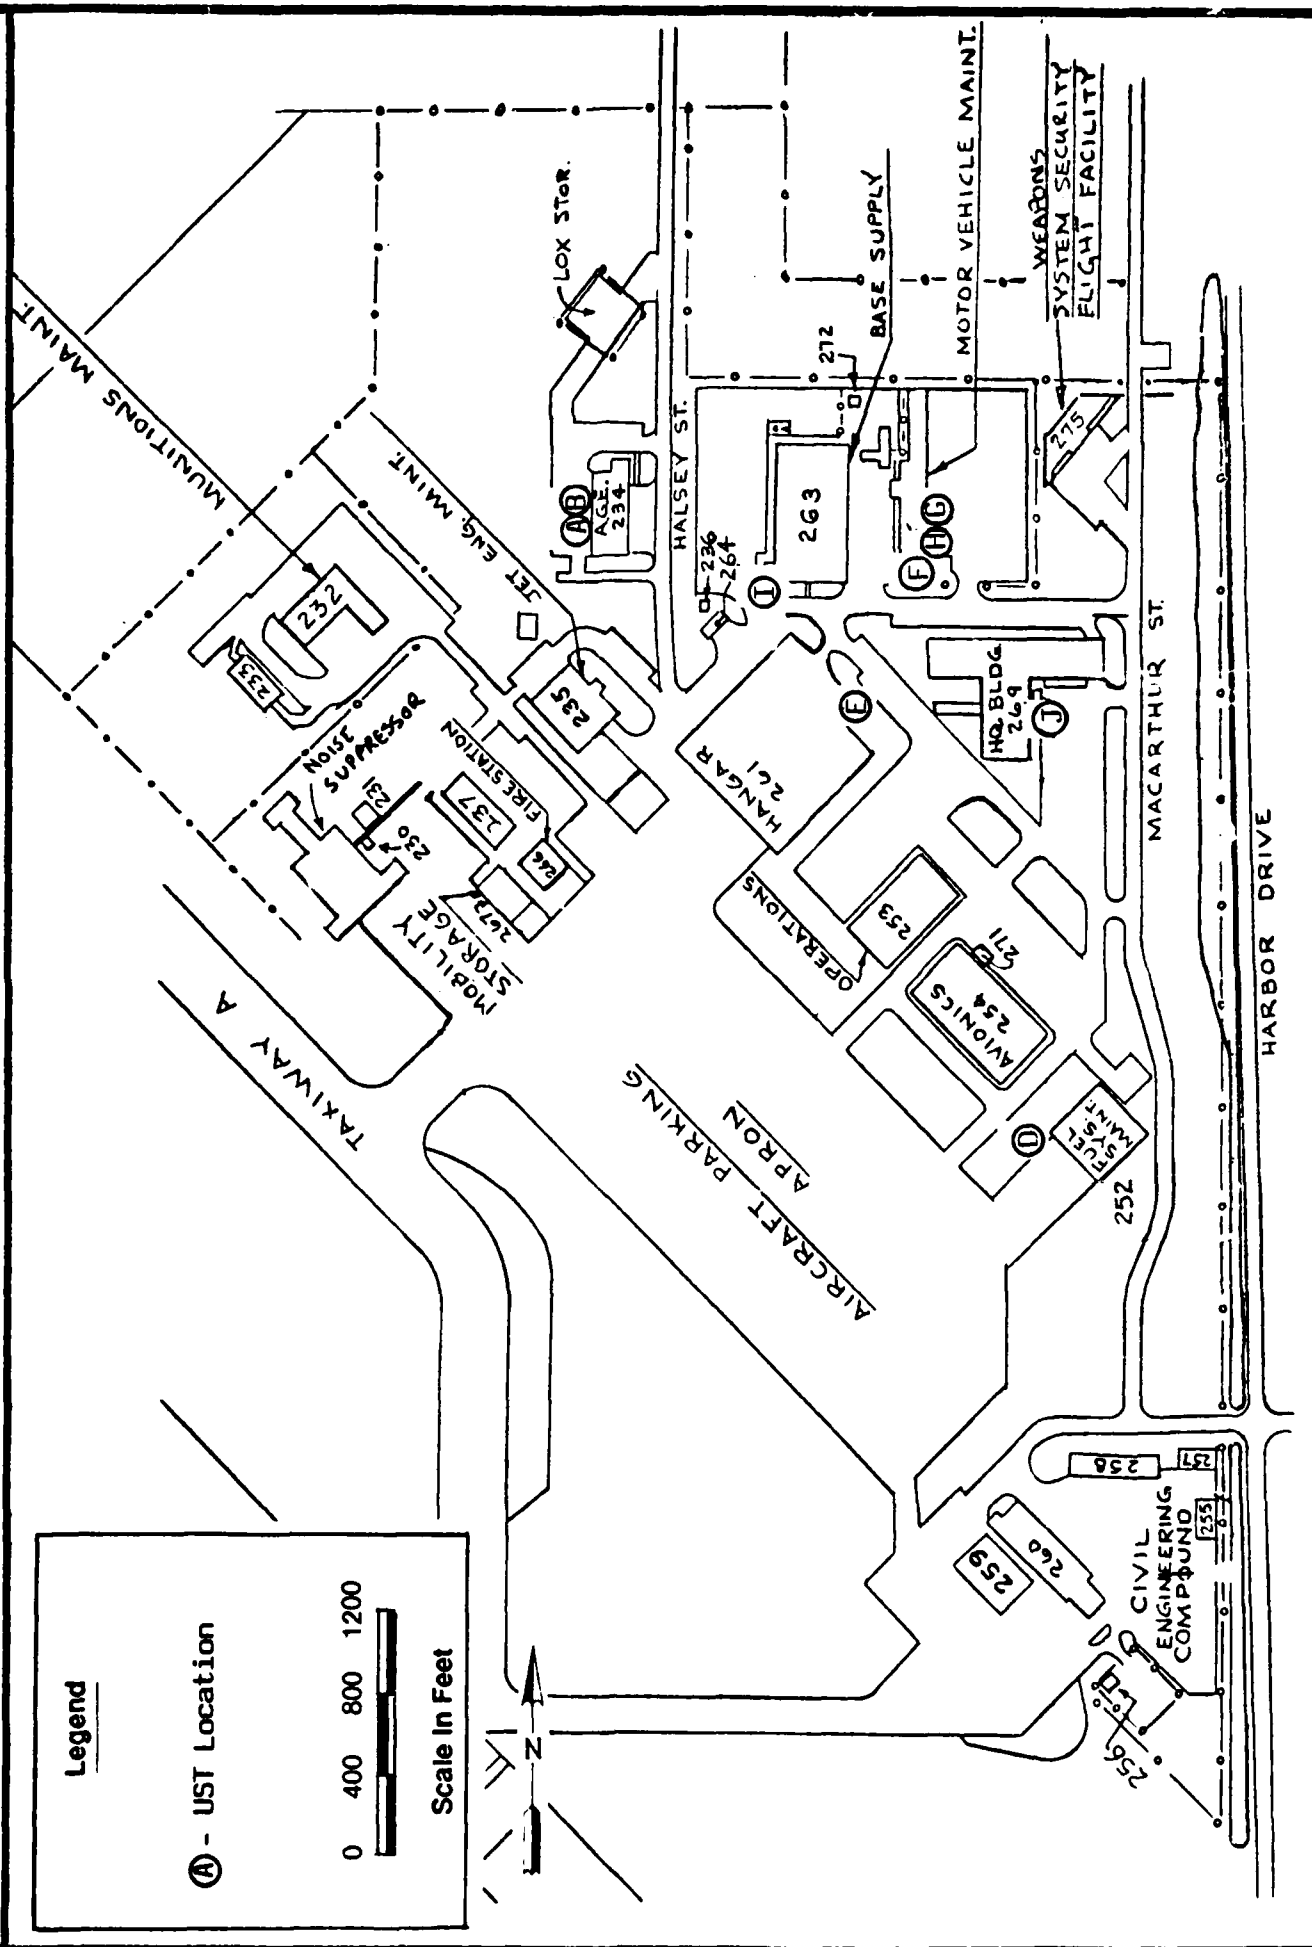 Legend
Ⓐ - UST Location
0 400 800 1200
Scale In Feet
N
TAXIWAY A
MUNITIONS MAINT.
232
233
NOISE
SUPPRESSOR
231
230
JET ENG. MAINT.
235
FIRE STATION
237
266
267
MOBILITY
STORAGE
LOX STOR.
Ⓐ Ⓑ
A.G.E.
234
HALSEY ST.
236
264
Ⓘ
263
272
BASE SUPPLY
MOTOR VEHICLE MAINT.
Ⓕ Ⓗ Ⓖ
WEAPONS
SYSTEM SECURITY
FLIGHT FACILITY
275
HANGAR
261
Ⓔ
HQ BLDG
269
Ⓙ
OPERATIONS
253
AVIONICS
254
271
Ⓓ
FUEL
SYS.
MAINT.
252
AIRCRAFT PARKING
APRON
MACARTHUR ST.
HARBOR DRIVE
258
257
255
259
260
CIVIL
ENGINEERING
COMPOUND
256